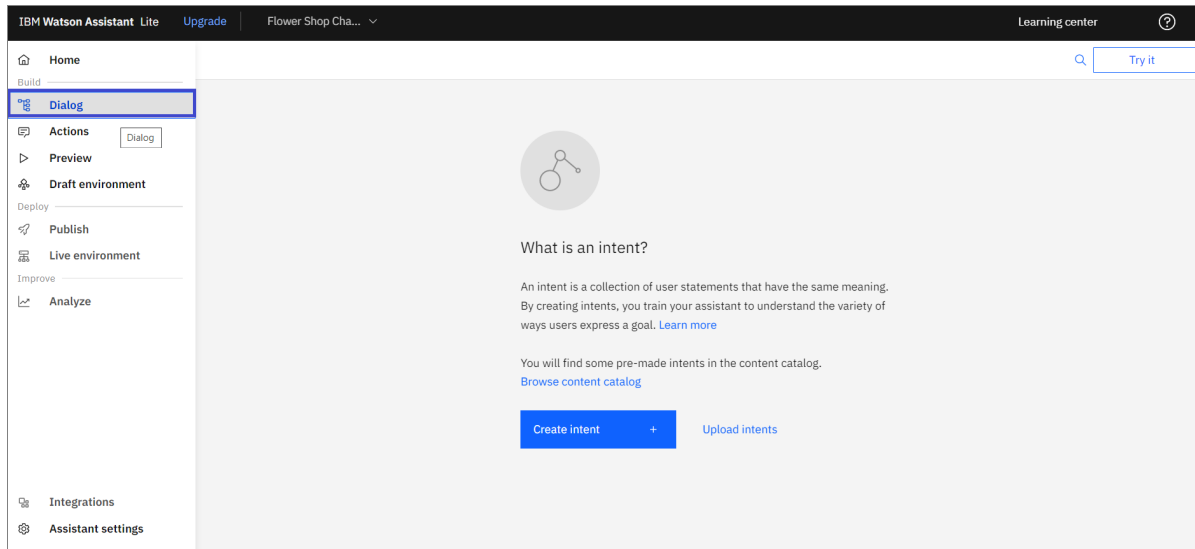 IBM Watson Assistant Lite Upgrade Flower Shop Cha... Learning center
Home
Try it
Build
Dialog
Actions
Dialog
Preview
Draft environment
Deploy
Publish
Live environment
Improve
Analyze
What is an intent?
An intent is a collection of user statements that have the same meaning.
By creating intents, you train your assistant to understand the variety of
ways users express a goal. Learn more
You will find some pre-made intents in the content catalog.
Browse content catalog
Create intent +
Upload intents
Integrations
Assistant settings